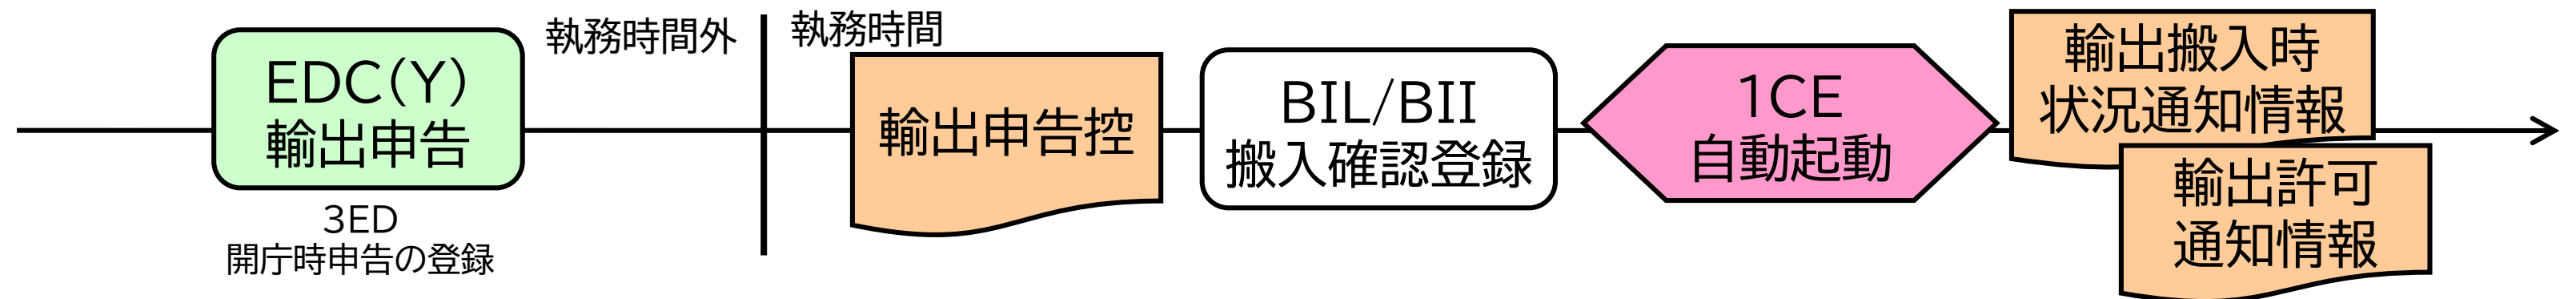 EDC(Y)
輸出申告
3ED
開庁時申告の登録
執務時間外
執務時間
輸出申告控
BIL/BII
搬入確認登録
1CE
自動起動
輸出搬入時
状況通知情報
輸出許可
通知情報